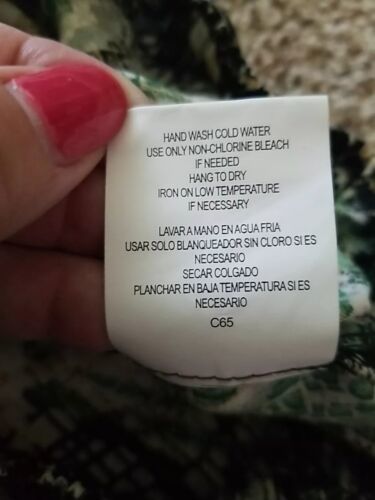 HAND WASH COLD WATER
USE ONLY NON-CHLORINE BLEACH
IF NEEDED
HANG TO DRY
IRON ON LOW TEMPERATURE
IF NECESSARY
LAVAR A MANO EN AGUA FRIA
USAR SOLO BLANQUEADOR SIN CLORO SI ES
NECESARIO
SECAR COLGADO
PLANCHAR EN BAJA TEMPERATURA SI ES
NECESARIO
C65